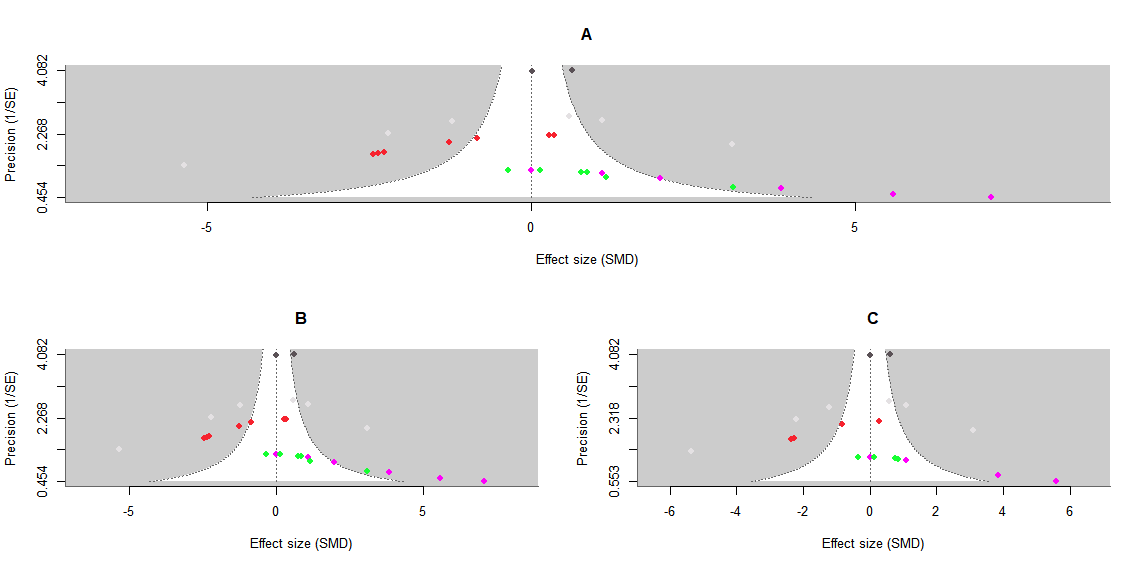 A
Precision (1/SE)
4.082
2.268
0.454
-5
0
5
Effect size (SMD)
B
Precision (1/SE)
4.082
2.268
0.454
-5
0
5
Effect size (SMD)
C
Precision (1/SE)
4.082
2.318
0.553
-6
-4
-2
0
2
4
6
Effect size (SMD)